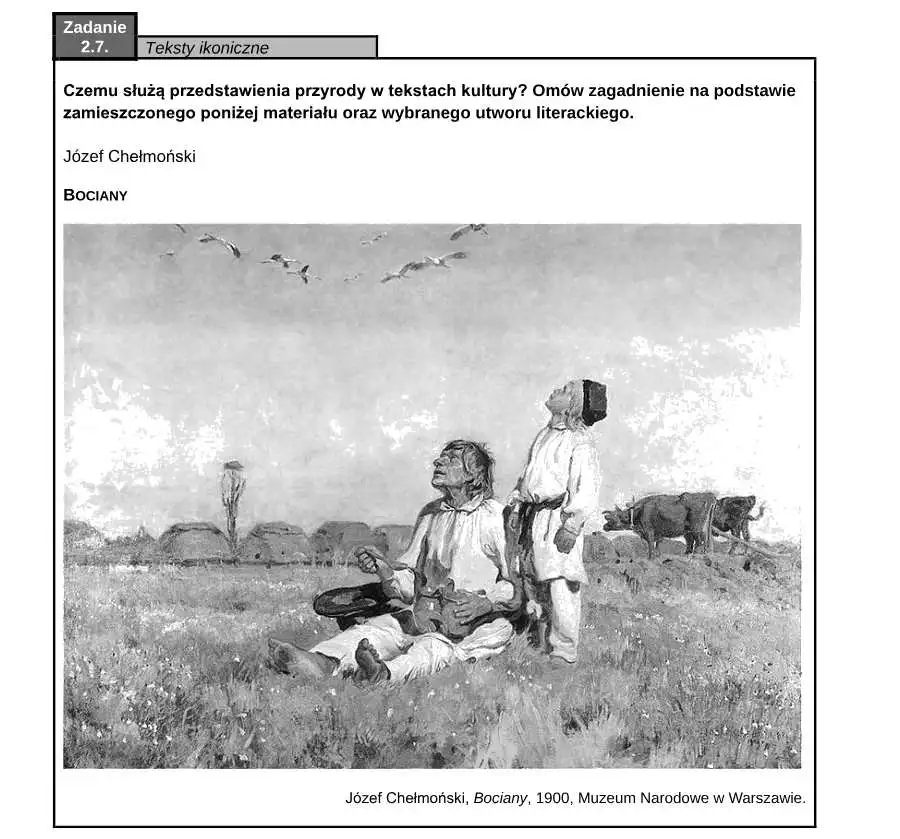 Zadanie
2.7.
Teksty ikoniczne
Czemu służą przedstawienia przyrody w tekstach kultury? Omów zagadnienie na podstawie
zamieszczonego poniżej materiału oraz wybranego utworu literackiego.
Józef Chełmoński
BOCIANY
Józef Chełmoński, Bociany, 1900, Muzeum Narodowe w Warszawie.